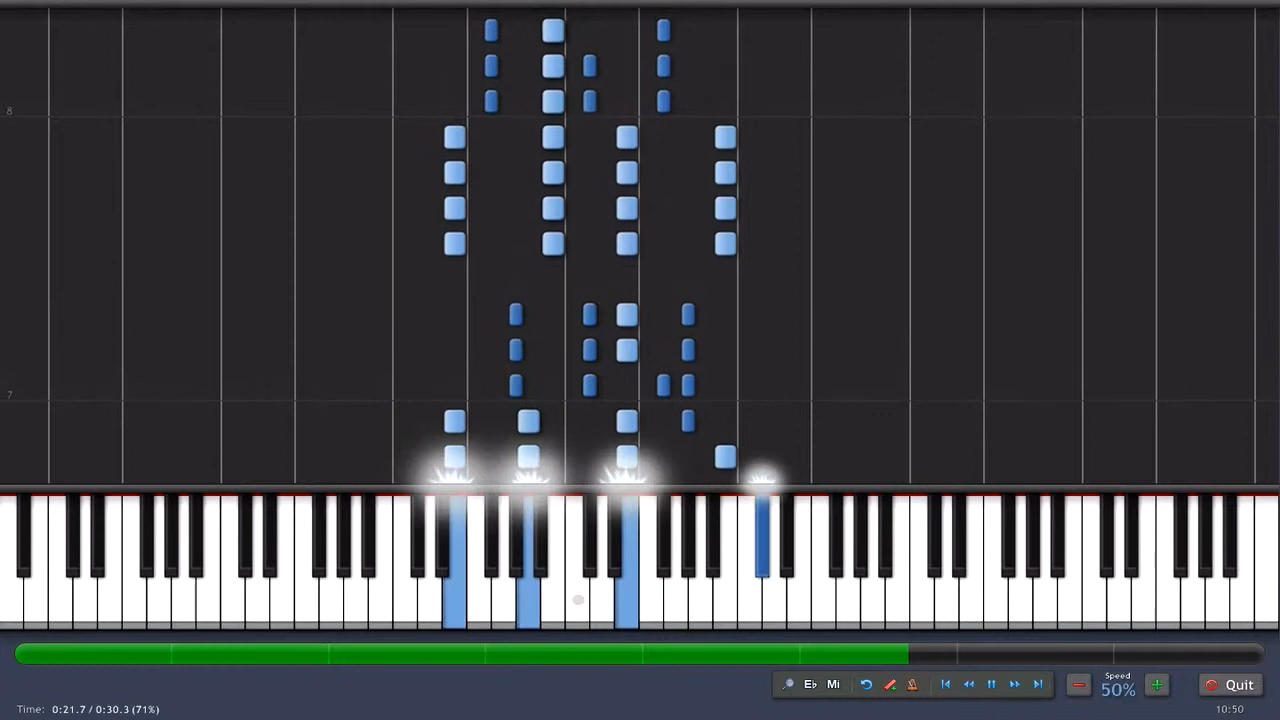 8
7
E♭ Mi
Speed
50%
Quit
Time: 0:21.7 / 0:30.3 (71%)
10:50